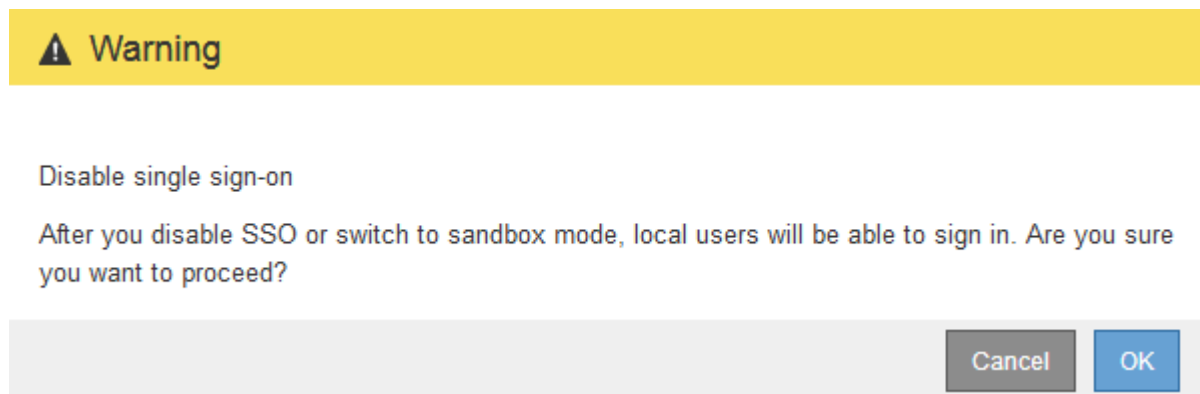 Warning
Disable single sign-on
After you disable SSO or switch to sandbox mode, local users will be able to sign in. Are you sure
you want to proceed?
Cancel OK